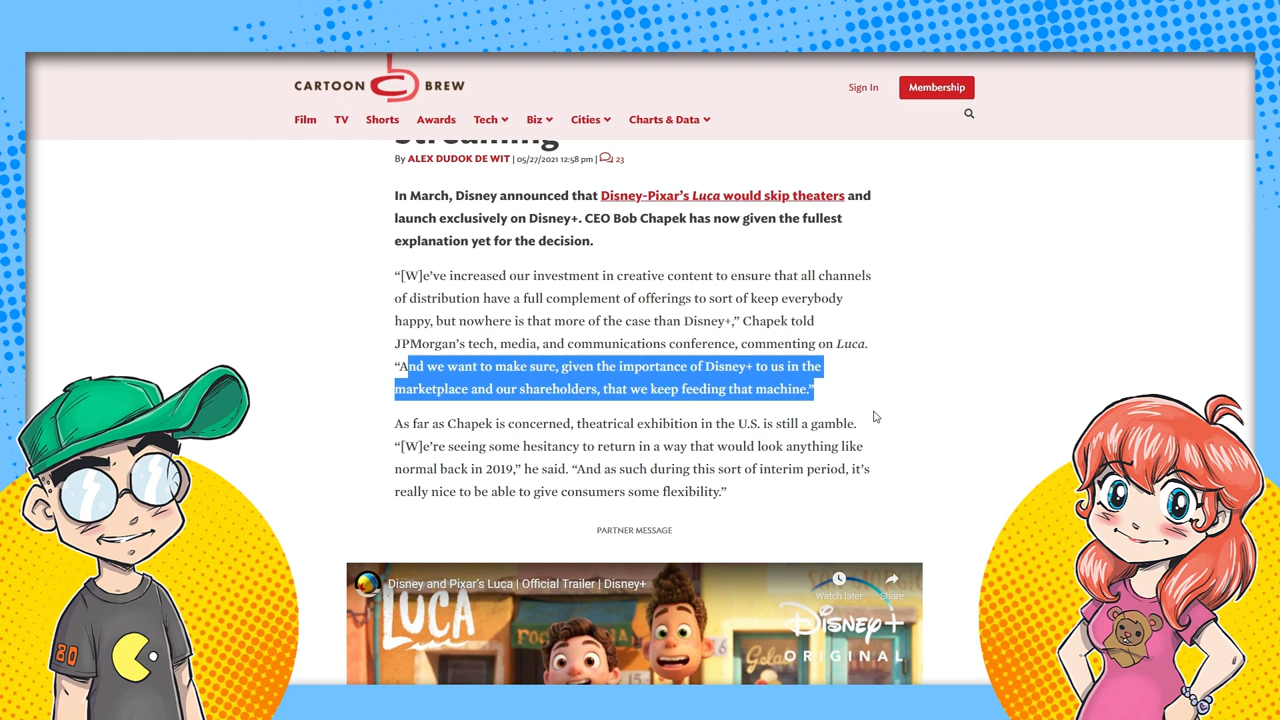 CARTOON BREW
Sign In
Membership
Film TV Shorts Awards Tech Biz Cities Charts & Data
Streaming
By ALEX DUDOK DE WIT | 05/27/2021 12:58 pm | 23
In March, Disney announced that Disney-Pixar’s Luca would skip theaters and
launch exclusively on Disney+. CEO Bob Chapek has now given the fullest
explanation yet for the decision.
“[W]e’ve increased our investment in creative content to ensure that all channels
of distribution have a full complement of offerings to sort of keep everybody
happy, but nowhere is that more of the case than Disney+,” Chapek told
JPMorgan’s tech, media, and communications conference, commenting on Luca.
“And we want to make sure, given the importance of Disney+ to us in the
marketplace and our shareholders, that we keep feeding that machine.”
As far as Chapek is concerned, theatrical exhibition in the U.S. is still a gamble.
“[W]e’re seeing some hesitancy to return in a way that would look anything like
normal back in 2019,” he said. “And as such during this sort of interim period, it’s
really nice to be able to give consumers some flexibility.”
PARTNER MESSAGE
Disney and Pixar’s Luca | Official Trailer | Disney+
Watch later
Share
LUCA
Disney+
ORIGINAL
Gela
15
6
80